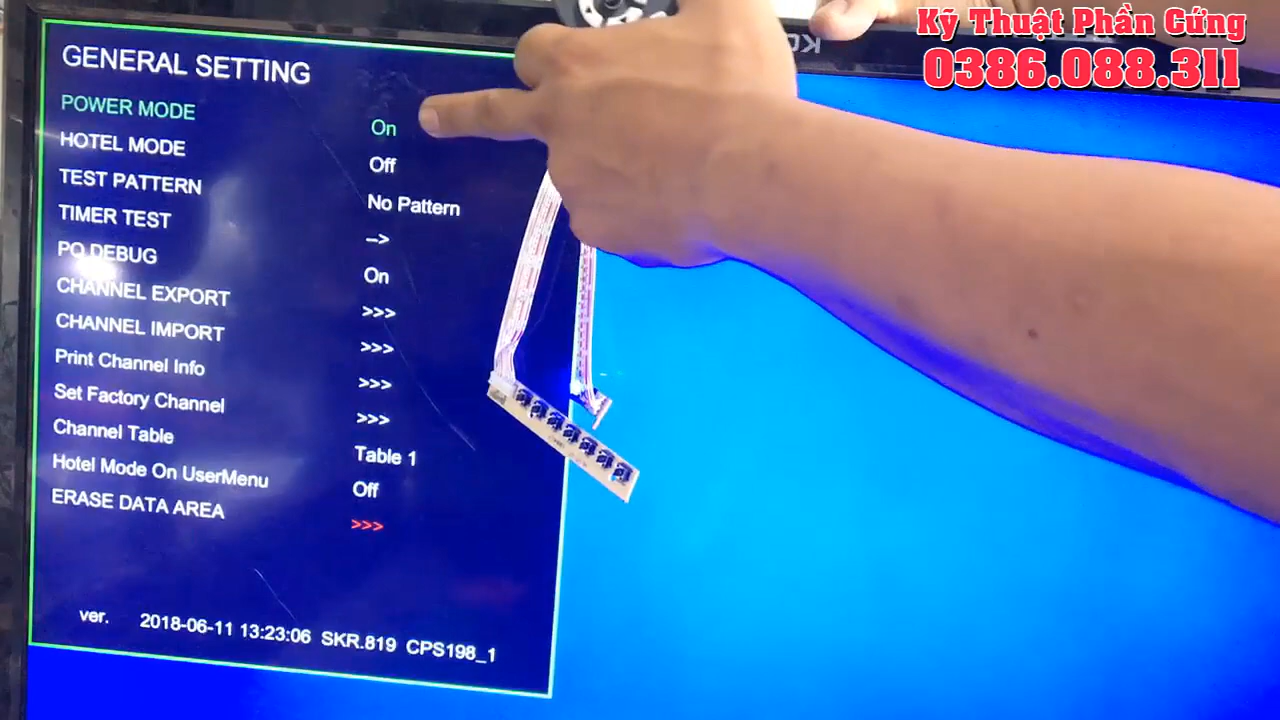 Kỹ Thuật Phần Cứng
0386.088.311
GENERAL SETTING
POWER MODE On
HOTEL MODE Off
TEST PATTERN No Pattern
TIMER TEST -->
PQ DEBUG On
CHANNEL EXPORT >>>
CHANNEL IMPORT >>>
Print Channel Info >>>
Set Factory Channel >>>
Channel Table Table 1
Hotel Mode On UserMenu Off
ERASE DATA AREA >>>
ver. 2018-06-11 13:23:06 SKR.819 CPS198_1